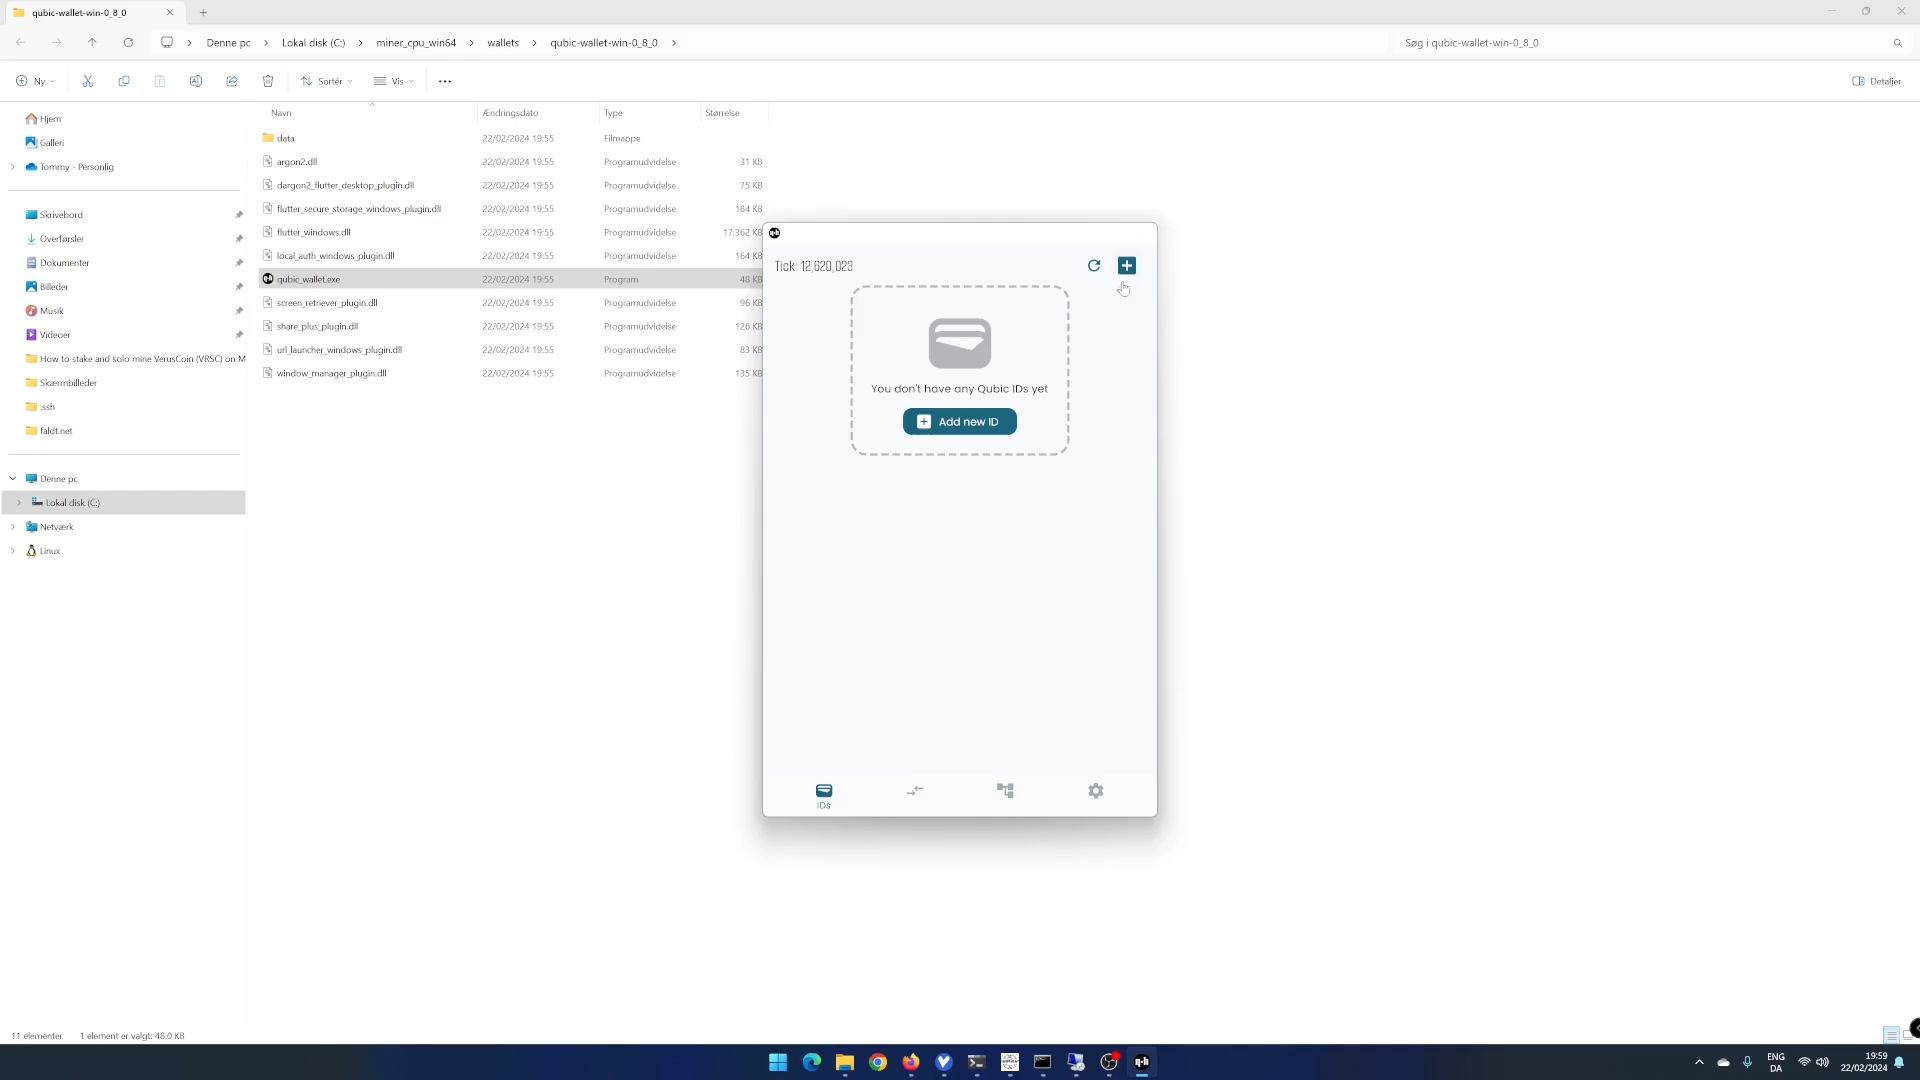 qubic-wallet-win-0_8_0
Denne pc
Lokal disk (C:)
miner_cpu_win64
wallets
qubic-wallet-win-0_8_0
Søg i qubic-wallet-win-0_8_0
Ny
Sortér
Vis
Detaljer
Hjem
Galleri
Tommy - Personlig
Skrivebord
Overførsler
Dokumenter
Billeder
Musik
Videoer
How to stake and solo mine VerusCoin (VRSC) on M
Skærmbilleder
.ssh
faldt.net
Denne pc
Lokal disk (C:)
Netværk
Linux
Navn Ændringsdato Type Størrelse
data 22/02/2024 19:55 Filmappe
argon2.dll 22/02/2024 19:55 Programudvidelse 31 KB
dargon2_flutter_desktop_plugin.dll 22/02/2024 19:55 Programudvidelse 75 KB
flutter_secure_storage_windows_plugin.dll 22/02/2024 19:55 Programudvidelse 184 KB
flutter_windows.dll 22/02/2024 19:55 Programudvidelse 17.362 KB
local_auth_windows_plugin.dll 22/02/2024 19:55 Programudvidelse 164 KB
qubic_wallet.exe 22/02/2024 19:55 Program 48 KB
screen_retriever_plugin.dll 22/02/2024 19:55 Programudvidelse 96 KB
share_plus_plugin.dll 22/02/2024 19:55 Programudvidelse 126 KB
url_launcher_windows_plugin.dll 22/02/2024 19:55 Programudvidelse 83 KB
window_manager_plugin.dll 22/02/2024 19:55 Programudvidelse 135 KB
Tick: 12,620,023
You don't have any Qubic IDs yet
Add new ID
IDs
11 elementer 1 element er valgt: 48.0 KB
ENG
DA
19:59
22/02/2024